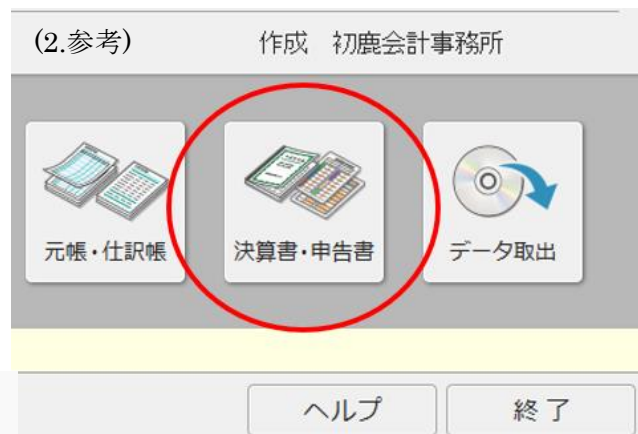 (2.参考)
作成 初鹿会計事務所
元帳・仕訳帳
決算書・申告書
データ取出
ヘルプ
終了